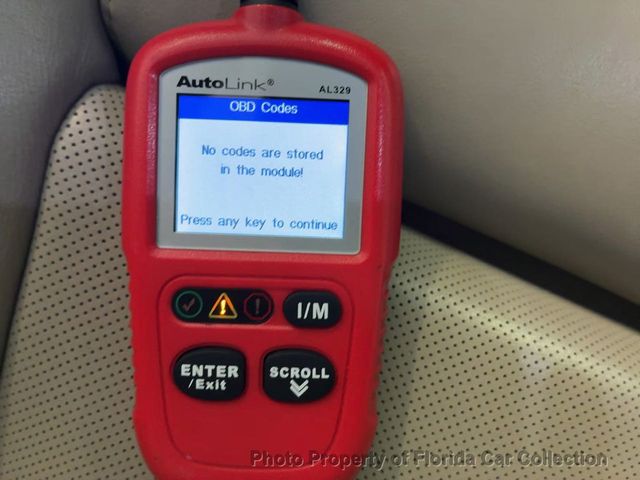 AutoLink®
AL329
OBD Codes
No codes are stored
in the module!
Press any key to continue
I/M
ENTER
/Exit
SCROLL
Photo Property of Florida Car Collection